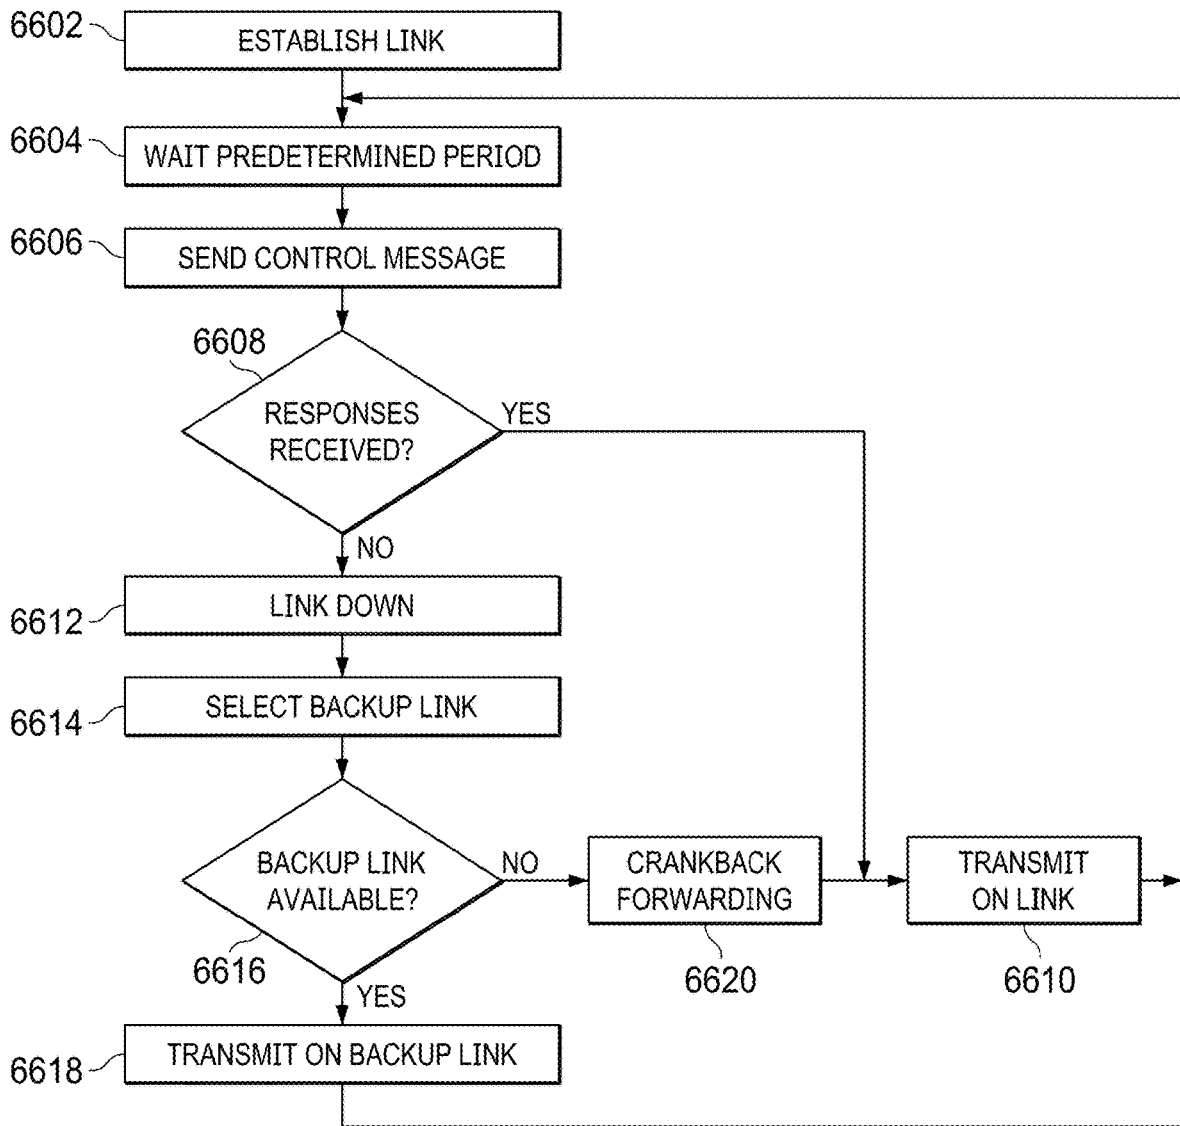 6602
ESTABLISH LINK
6604
WAIT PREDETERMINED PERIOD
6606
SEND CONTROL MESSAGE
6608
RESPONSES
RECEIVED?
YES
NO
6612
LINK DOWN
6614
SELECT BACKUP LINK
BACKUP LINK
AVAILABLE?
6616
NO
CRANKBACK
FORWARDING
6620
TRANSMIT
ON LINK
6610
YES
6618
TRANSMIT ON BACKUP LINK